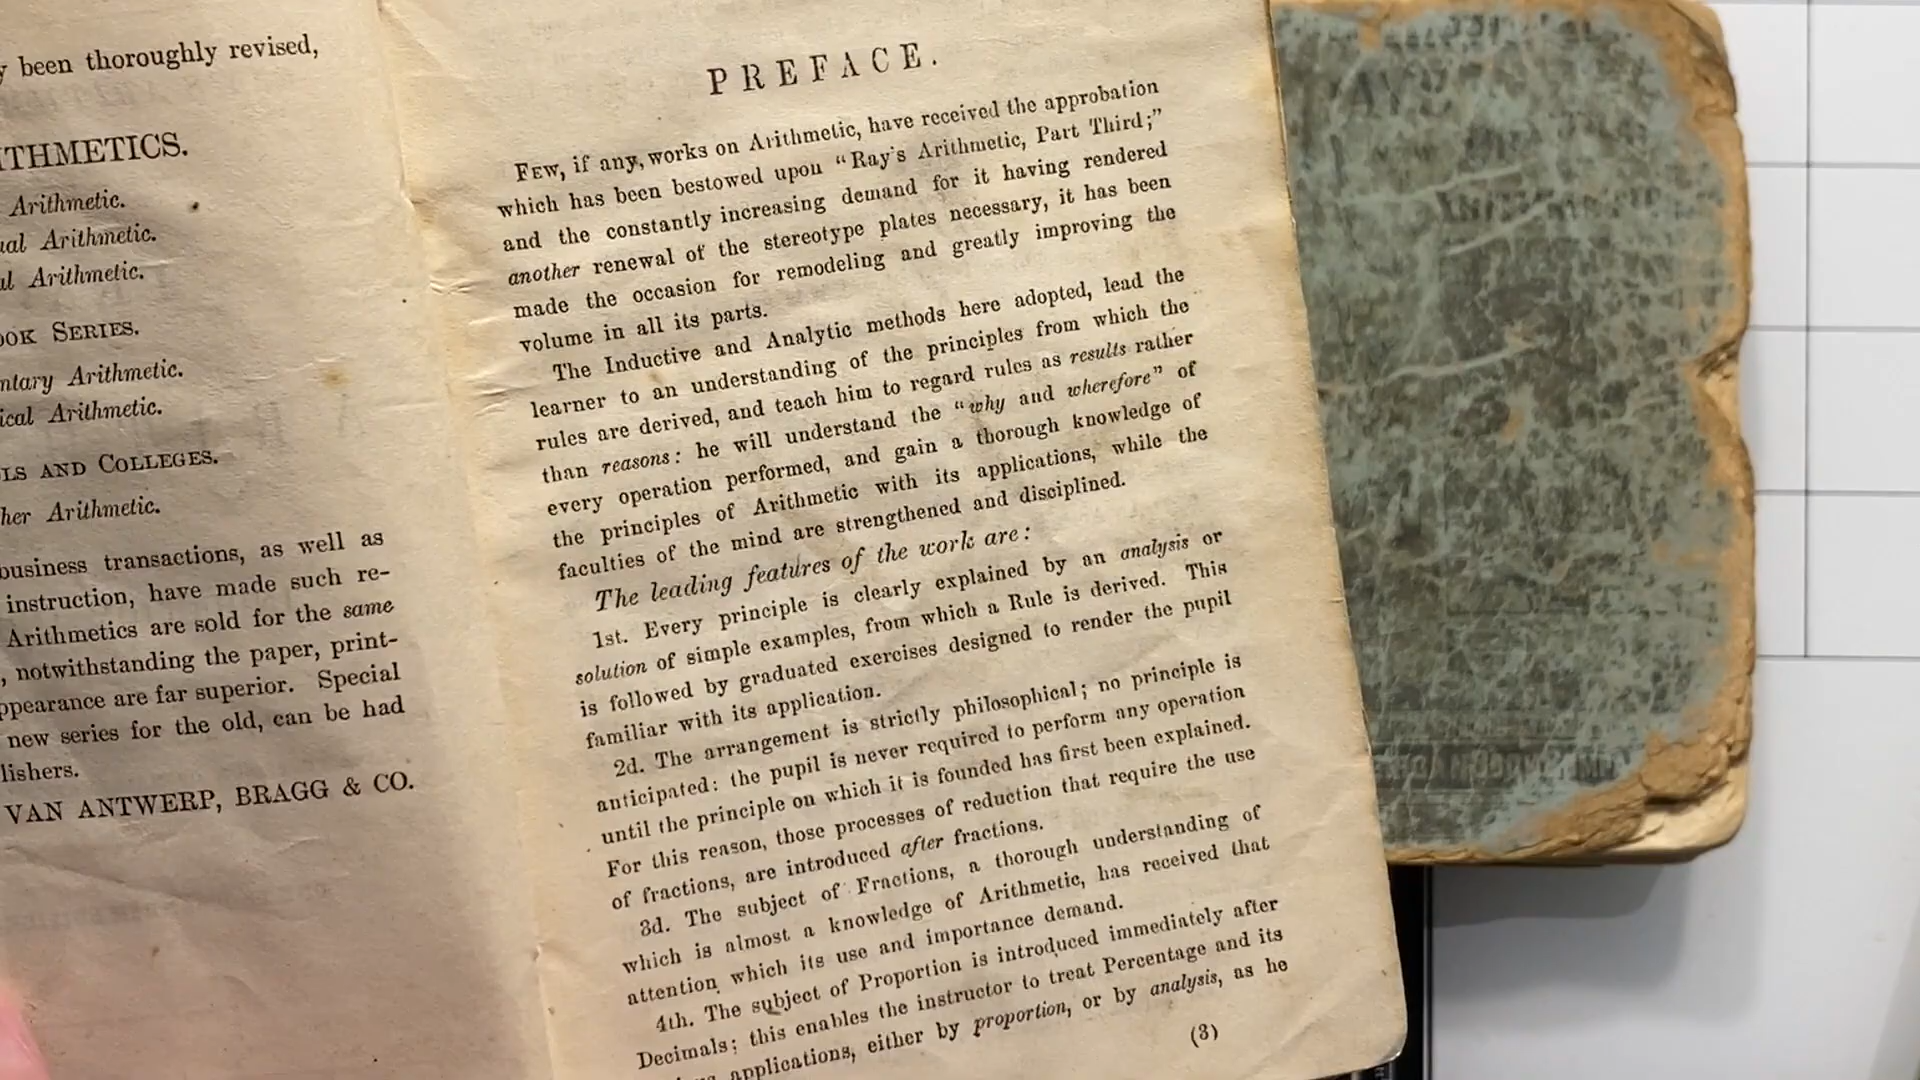 y been thoroughly revised,
ITHMETICS.
Arithmetic.
ual Arithmetic.
al Arithmetic.
OOK SERIES.
ntary Arithmetic.
ical Arithmetic.
LS AND COLLEGES.
her Arithmetic.
business transactions, as well as
instruction, have made such re-
Arithmetics are sold for the same
, notwithstanding the paper, print-
ppearance are far superior. Special
new series for the old, can be had
lishers.
VAN ANTWERP, BRAGG & CO.
PREFACE.
FEW, if any, works on Arithmetic, have received the approbation
which has been bestowed upon "Ray's Arithmetic, Part Third;"
and the constantly increasing demand for it having rendered
another renewal of the stereotype plates necessary, it has been
made the occasion for remodeling and greatly improving the
volume in all its parts.
The Inductive and Analytic methods here adopted, lead the
learner to an understanding of the principles from which the
rules are derived, and teach him to regard rules as results rather
than reasons: he will understand the "why and wherefore" of
every operation performed, and gain a thorough knowledge of
the principles of Arithmetic with its applications, while the
faculties of the mind are strengthened and disciplined.
The leading features of the work are:
1st. Every principle is clearly explained by an analysis or
solution of simple examples, from which a Rule is derived. This
is followed by graduated exercises designed to render the pupil
familiar with its application.
2d. The arrangement is strictly philosophical; no principle is
anticipated: the pupil is never required to perform any operation
until the principle on which it is founded has first been explained.
For this reason, those processes of reduction that require the use
of fractions, are introduced after fractions.
3d. The subject of Fractions, a thorough understanding of
which is almost a knowledge of Arithmetic, has received that
attention which its use and importance demand.
4th. The subject of Proportion is introduced immediately after
Decimals; this enables the instructor to treat Percentage and its
applications, either by proportion, or by analysis, as he
(3)